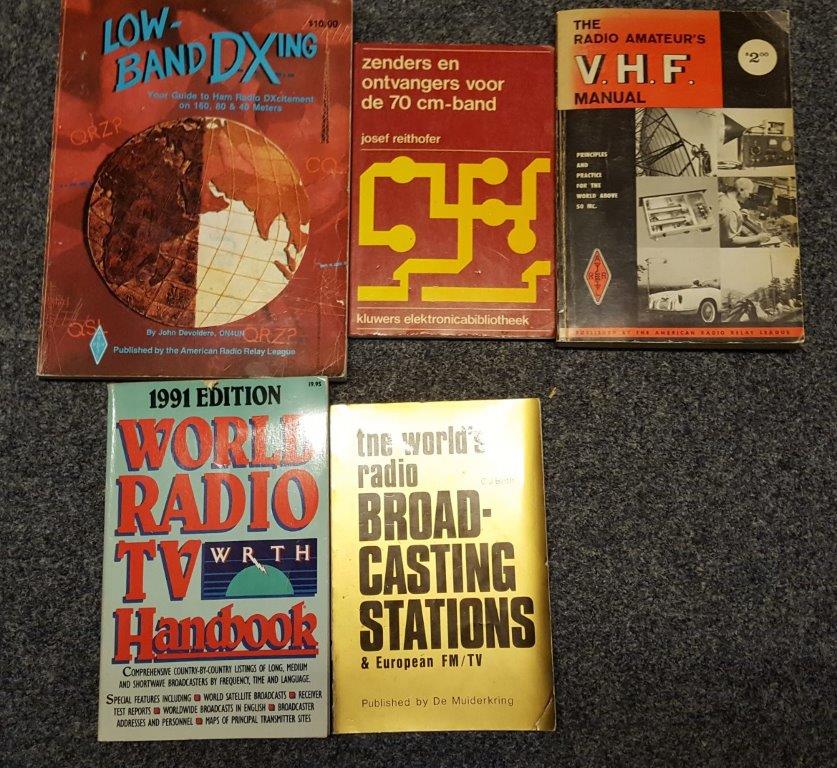 $10.00
LOW-
BAND DXING
Your Guide to Ham Radio DXcitement
on 160, 80 & 40 Meters
QRZ?
CQ
QSL
QRZ?
By John Devoldere, ON4UN
Published by the American Radio Relay League
zenders en
ontvangers voor
de 70 cm-band
josef reithofer
kluwers elektronicabibliotheek
THE
RADIO AMATEUR'S
V.H.F.
MANUAL
$2.00
PRINCIPLES
AND
PRACTICE
FOR THE
WORLD ABOVE
50 MC.
PUBLISHED BY THE AMERICAN RADIO RELAY LEAGUE
1991 EDITION
19.95
WORLD
RADIO
TV
WRTH
Handbook
COMPREHENSIVE COUNTRY-BY-COUNTRY LISTINGS OF LONG, MEDIUM
AND SHORTWAVE BROADCASTERS BY FREQUENCY, TIME AND LANGUAGE.
SPECIAL FEATURES INCLUDING ■ WORLD SATELLITE BROADCASTS ■ RECEIVER
TEST REPORTS ■ WORLDWIDE BROADCASTS IN ENGLISH ■ BROADCASTER
ADDRESSES AND PERSONNEL ■ MAPS OF PRINCIPAL TRANSMITTER SITES
the world's
radio
BROAD-
CASTING
STATIONS
& European FM/TV
Published by De Muiderkring